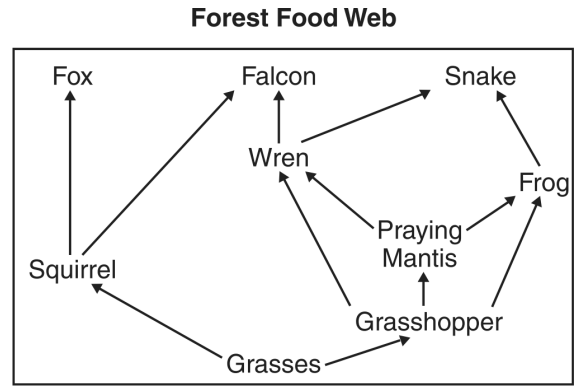 Forest Food Web
Fox
Falcon
Snake
Wren
Frog
Praying
Mantis
Squirrel
Grasshopper
Grasses